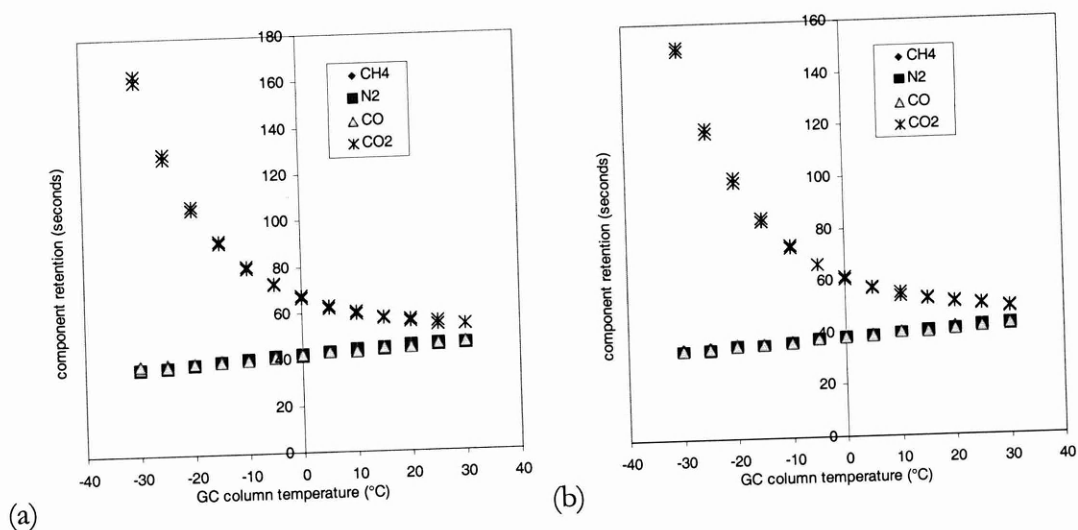 180
160
140
120
100
80
60
40
20
0
CH4
N2
CO
CO2
component retention (seconds)
-40 -30 -20 -10 0 10 20 30 40
GC column temperature (°C)
(a)
160
140
120
100
80
60
40
20
0
CH4
N2
CO
CO2
component retention (seconds)
-40 -30 -20 -10 0 10 20 30 40
GC column temperature (°C)
(b)